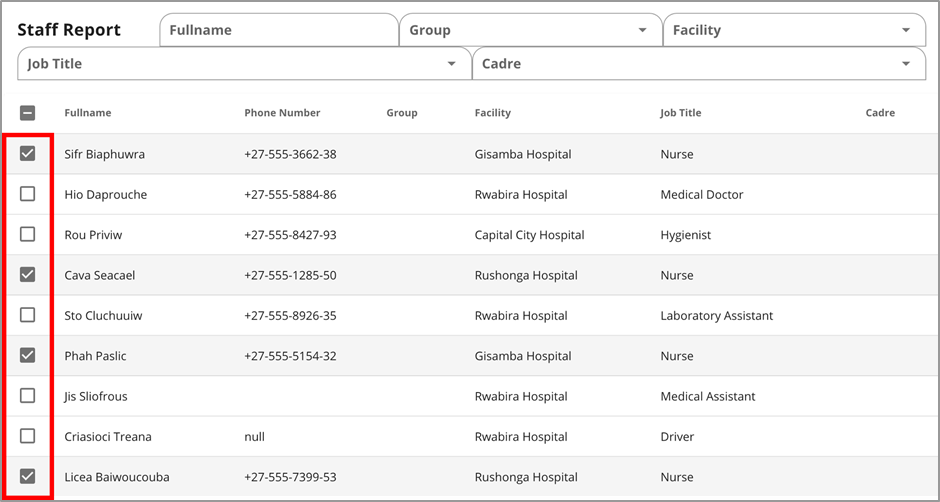 Staff Report Fullname Group Facility
Job Title Cadre
Fullname Phone Number Group Facility Job Title Cadre
Sifr Biaphuwra +27-555-3662-38 Gisamba Hospital Nurse
Hio Daprouche +27-555-5884-86 Rwabira Hospital Medical Doctor
Rou Priviw +27-555-8427-93 Capital City Hospital Hygienist
Cava Seacael +27-555-1285-50 Rushonga Hospital Nurse
Sto Cluchuuiw +27-555-8926-35 Rwabira Hospital Laboratory Assistant
Phah Paslic +27-555-5154-32 Gisamba Hospital Nurse
Jis Sliofrous Rwabira Hospital Medical Assistant
Criasioci Treana null Rwabira Hospital Driver
Licea Baiwoucouba +27-555-7399-53 Rushonga Hospital Nurse